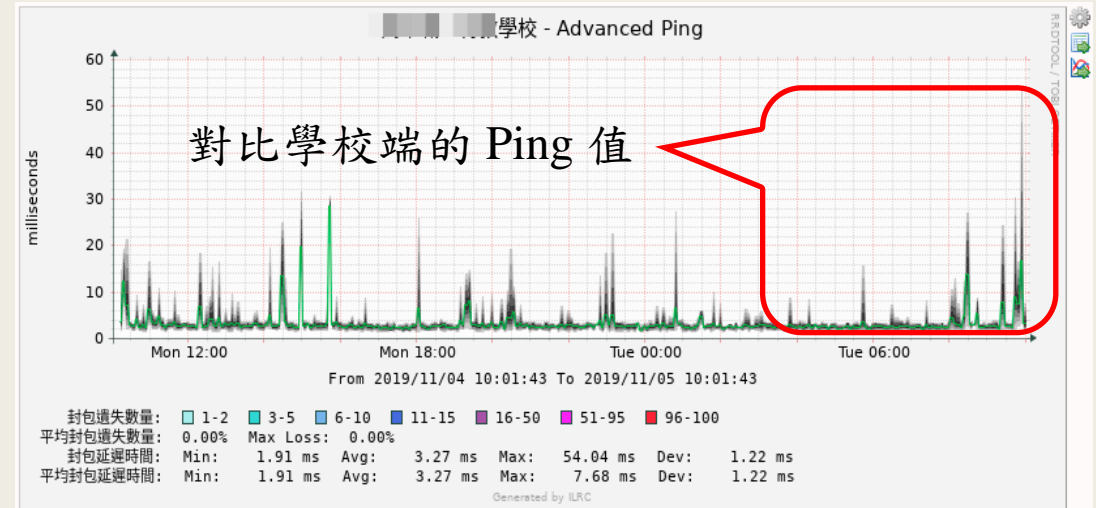 學校 - Advanced Ping
RRDTOOL / TOBI
60
50
40
30
20
10
0
milliseconds
對比學校端的 Ping 值
Mon 12:00 Mon 18:00 Tue 00:00 Tue 06:00
From 2019/11/04 10:01:43 To 2019/11/05 10:01:43
封包遺失數量: 1-2 3-5 6-10 11-15 16-50 51-95 96-100
平均封包遺失數量: 0.00% Max Loss: 0.00%
封包延遲時間: Min: 1.91 ms Avg: 3.27 ms Max: 54.04 ms Dev: 1.22 ms
平均封包延遲時間: Min: 1.91 ms Avg: 3.27 ms Max: 7.68 ms Dev: 1.22 ms
Generated by ILRC